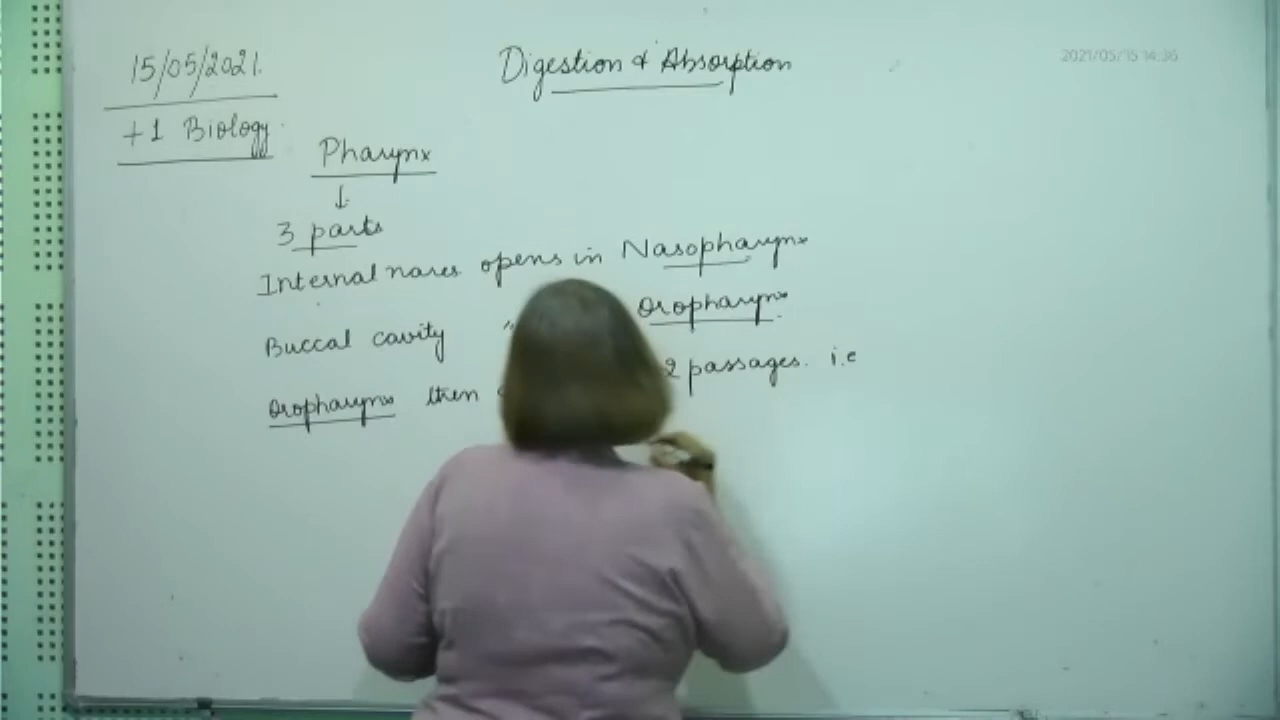 15/05/2021.
Digestion & Absorption
2021/05/15 14:36
+1 Biology
Pharynx
↓
3 parts
Internal nares opens in Nasopharynx
Buccal cavity " Oropharynx.
Oropharynx then 2 passages. i.e